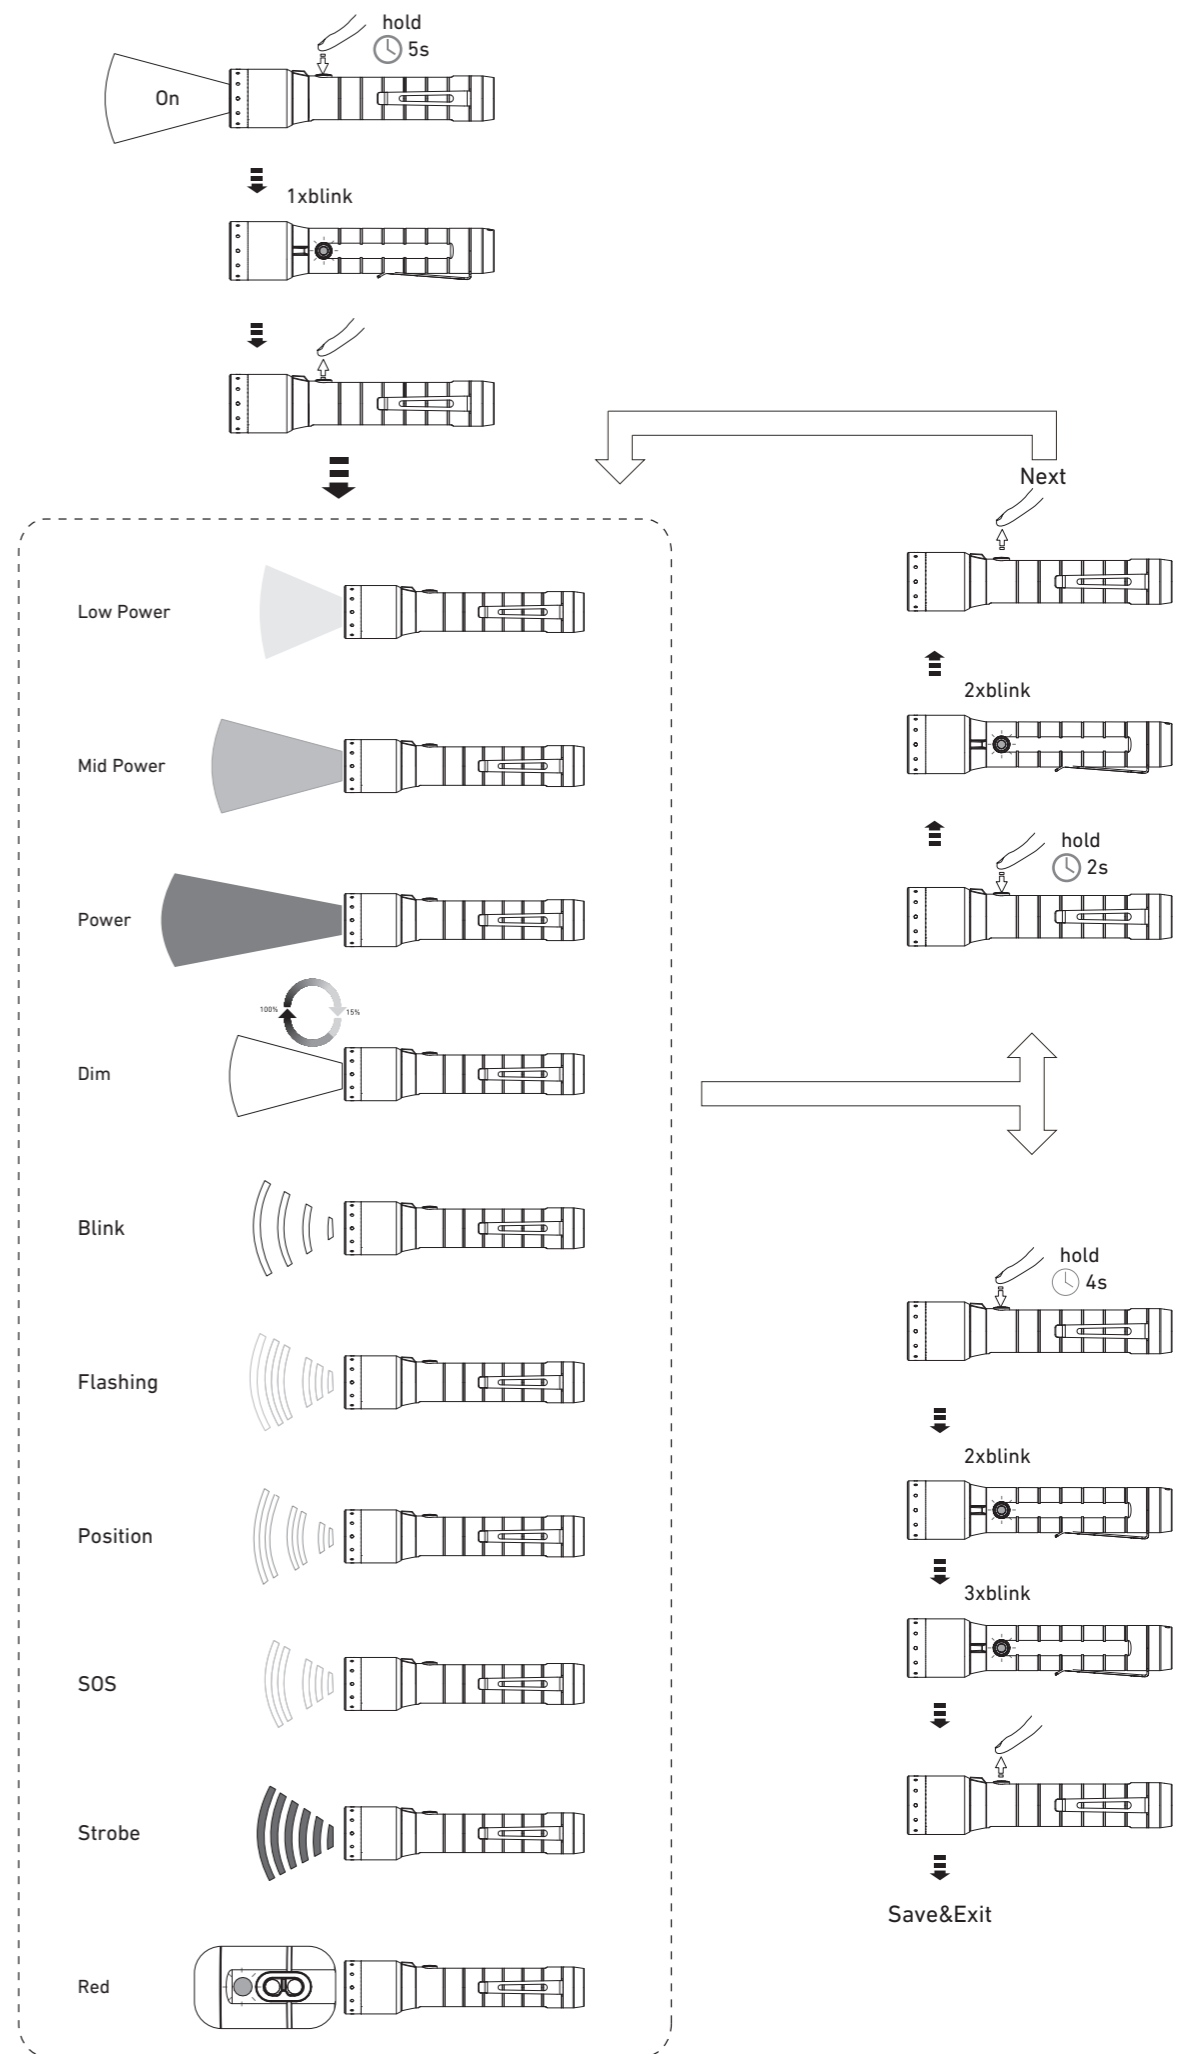 hold
5s
On
1xblink
Low Power
Mid Power
Power
100%
15%
Dim
Blink
Flashing
Position
SOS
Strobe
Red
Next
2xblink
hold
2s
hold
4s
2xblink
3xblink
Save&Exit